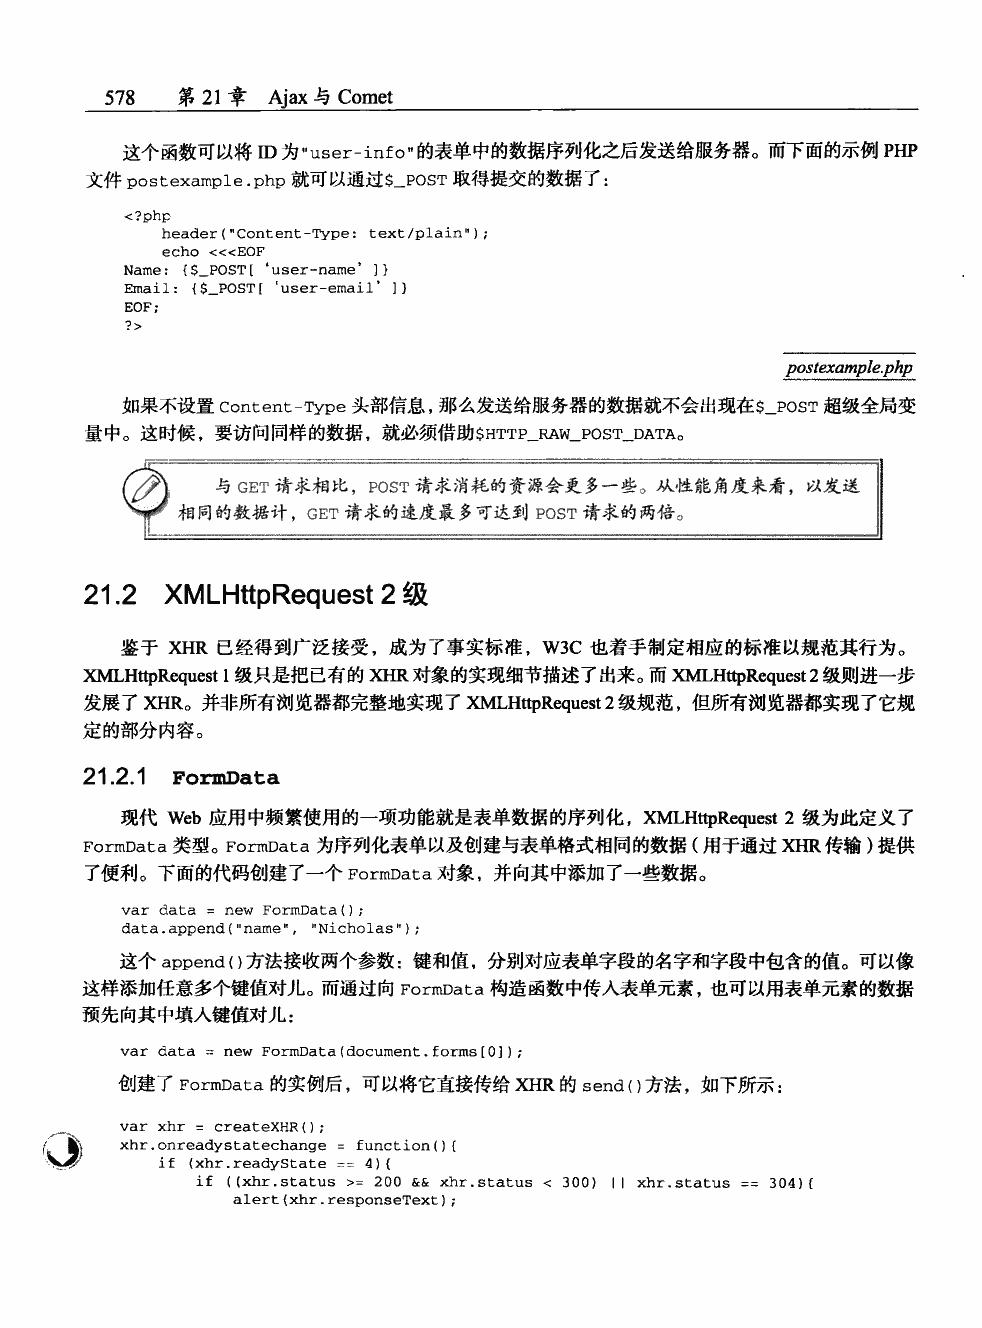 578 第 21 章 Ajax 与 Comet
这个函数可以将 ID 为"user-info"的表单中的数据序列化之后发送给服务器。而下面的示例 PHP
文件 postexample.php 就可以通过$_POST 取得提交的数据了：
<?php
header("Content-Type: text/plain");
echo <<<EOF
Name: {$_POST[ ‘user-name’ ]}
Email: {$_POST[ ‘user-email’ ]}
EOF;
?>
postexample.php
如果不设置 Content-Type 头部信息，那么发送给服务器的数据就不会出现在$_POST 超级全局变
量中。这时候，要访问同样的数据，就必须借助$HTTP_RAW_POST_DATA。
与 GET 请求相比，POST 请求消耗的资源会更多一些。从性能角度来看，以发送
相同的数据计，GET 请求的速度最多可达到 POST 请求的两倍。
21.2 XMLHttpRequest 2 级
鉴于 XHR 已经得到广泛接受，成为了事实标准，W3C 也着手制定相应的标准以规范其行为。
XMLHttpRequest 1 级只是把已有的 XHR 对象的实现细节描述了出来。而 XMLHttpRequest 2 级则进一步
发展了 XHR。并非所有浏览器都完整地实现了 XMLHttpRequest 2 级规范，但所有浏览器都实现了它规
定的部分内容。
21.2.1 FormData
现代 Web 应用中频繁使用的一项功能就是表单数据的序列化，XMLHttpRequest 2 级为此定义了
FormData 类型。FormData 为序列化表单以及创建与表单格式相同的数据（用于通过 XHR 传输）提供
了便利。下面的代码创建了一个 FormData 对象，并向其中添加了一些数据。
var data = new FormData();
data.append("name", "Nicholas");
这个 append()方法接收两个参数：键和值，分别对应表单字段的名字和字段中包含的值。可以像
这样添加任意多个键值对儿。而通过向 FormData 构造函数中传入表单元素，也可以用表单元素的数据
预先向其中填入键值对儿：
var data = new FormData(document.forms[0]);
创建了 FormData 的实例后，可以将它直接传给 XHR 的 send()方法，如下所示：
var xhr = createXHR();
xhr.onreadystatechange = function(){
if (xhr.readyState == 4){
if ((xhr.status >= 200 && xhr.status < 300) || xhr.status == 304){
alert(xhr.responseText);